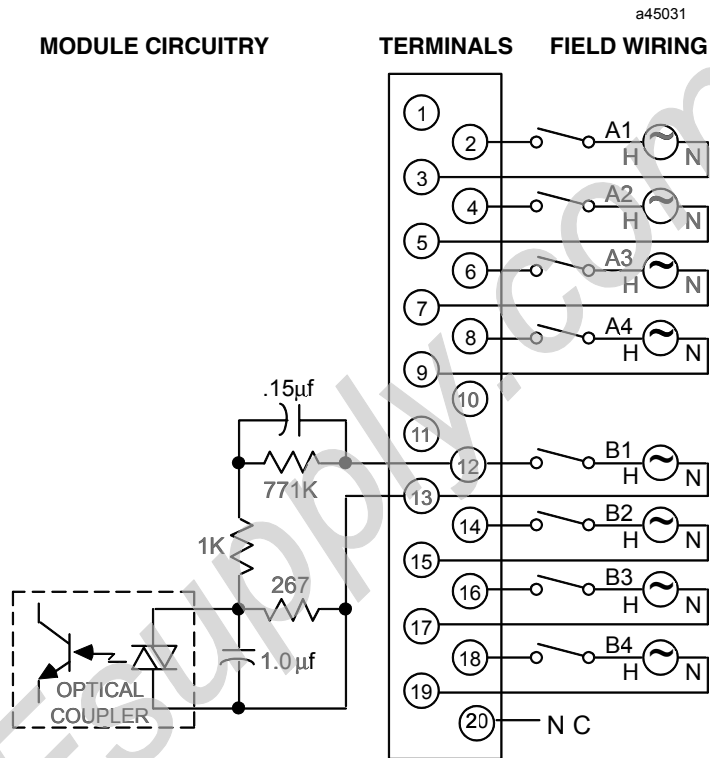 a45031
MODULE CIRCUITRY TERMINALS FIELD WIRING
1
2 A1 H N
3
4 A2 H N
5
6 A3 H N
7
8 A4 H N
9
10
11
12 B1 H N
13
14 B2 H N
15
16 B3 H N
17
18 B4 H N
19
20 N C
.15µf
771K
1K
267
1.0µf
OPTICAL
COUPLER
supply.com